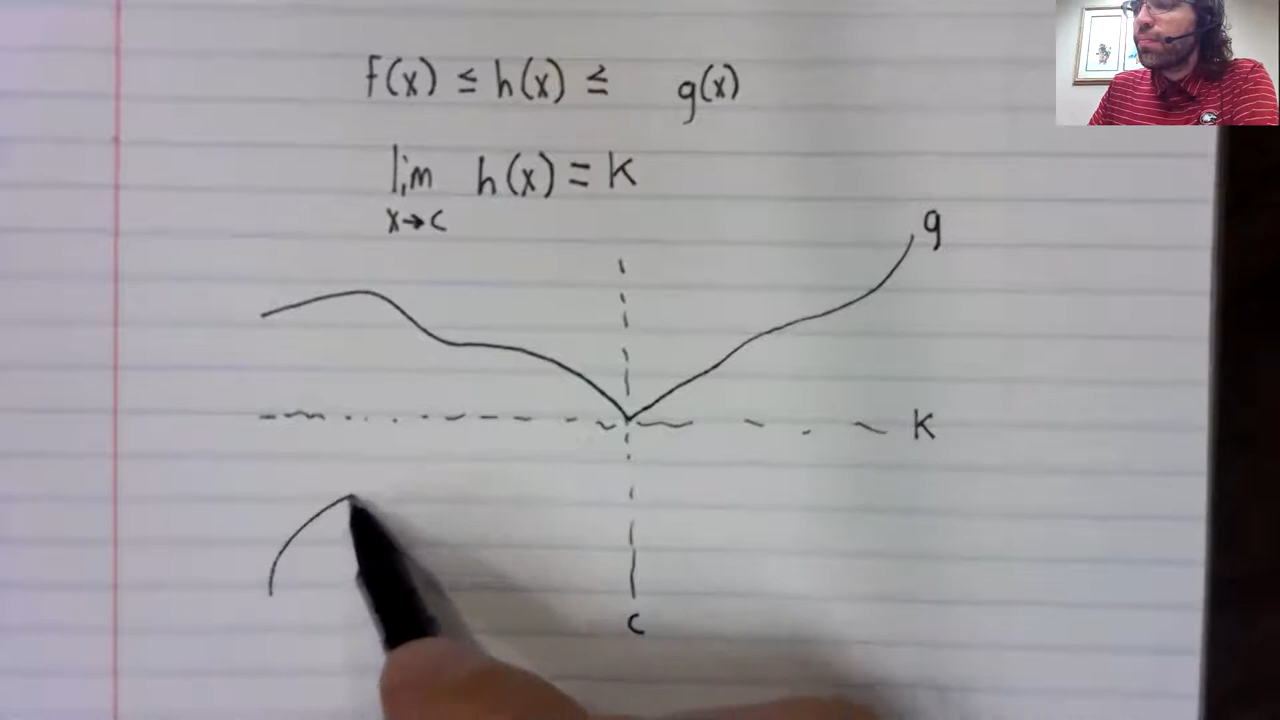 f(x) ≤ h(x) ≤ g(x)
lim h(x) = K
x→c
g
K
c